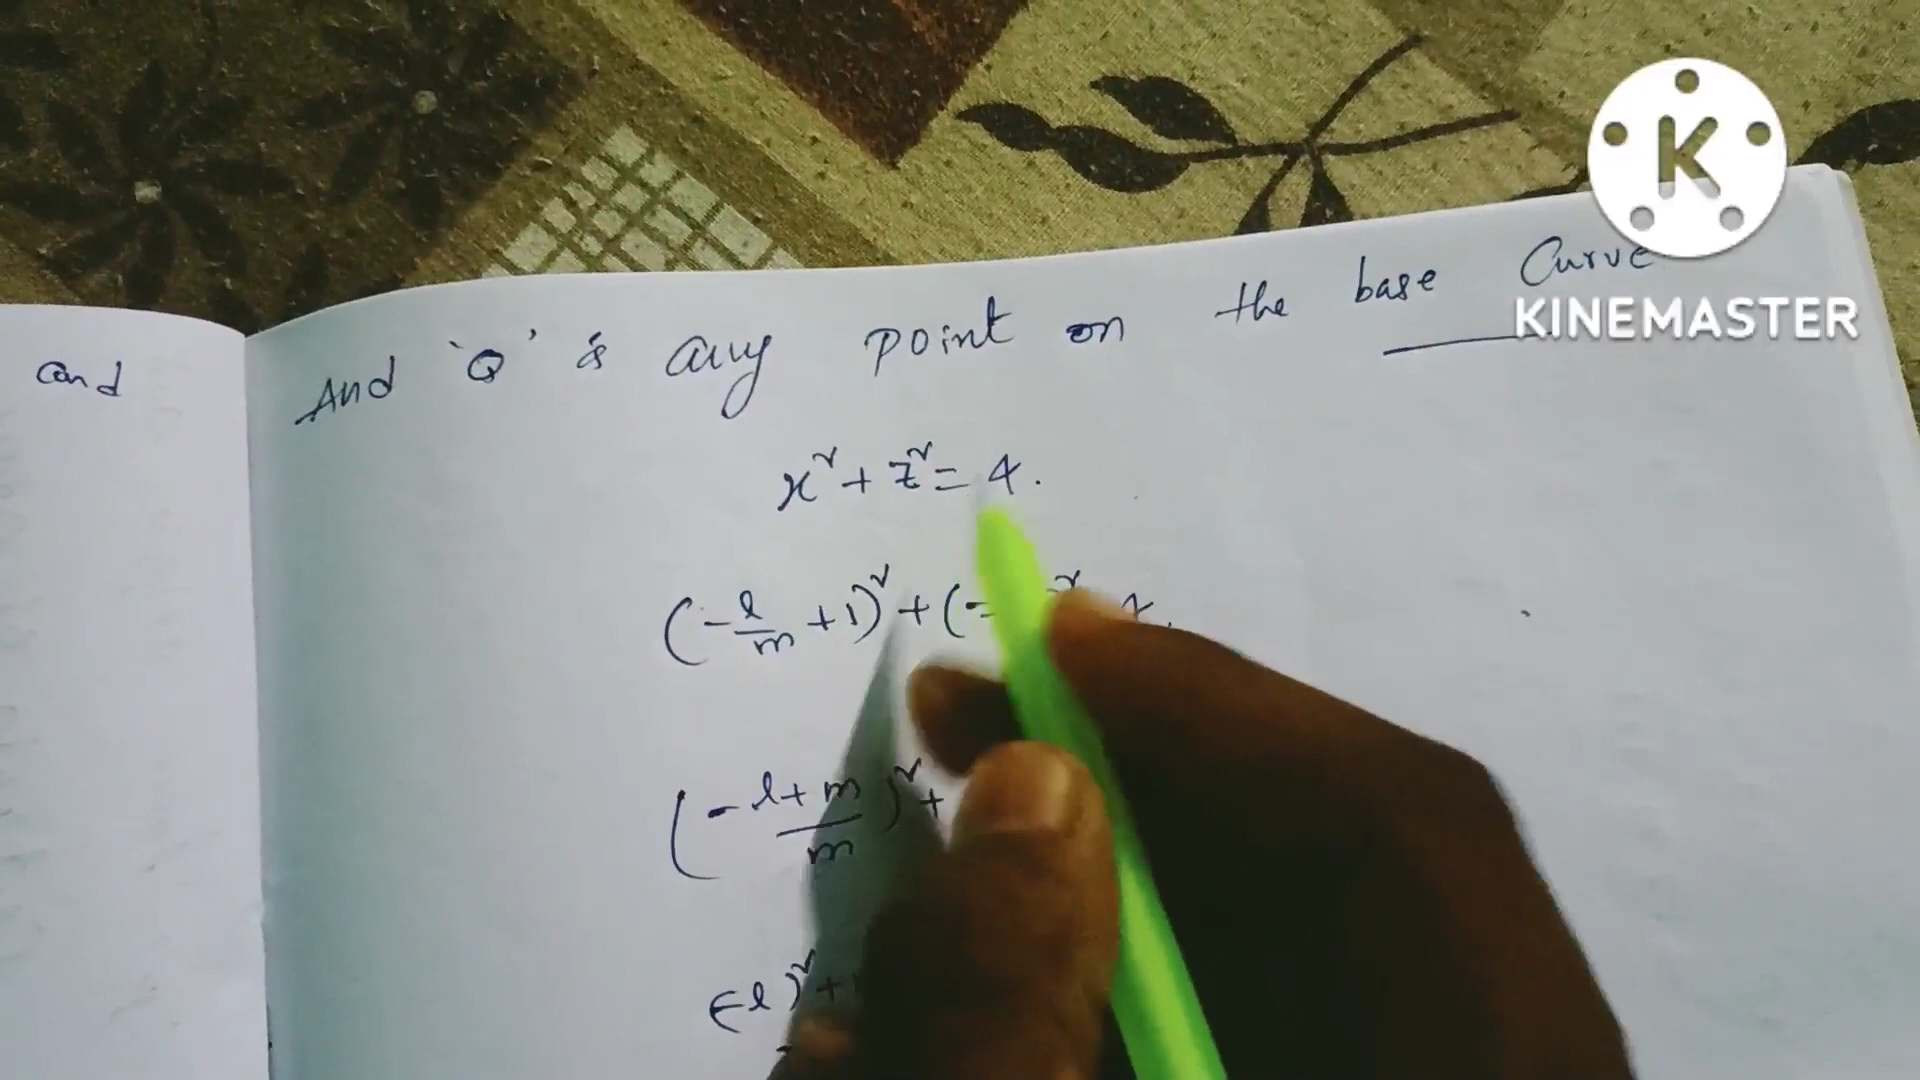 K
KINEMASTER
and
And 'Q' is any point on the base Curve
x² + z² = 4.
(-l/m + 1)² + (-
(-l+m/m)² +
(-l)² +